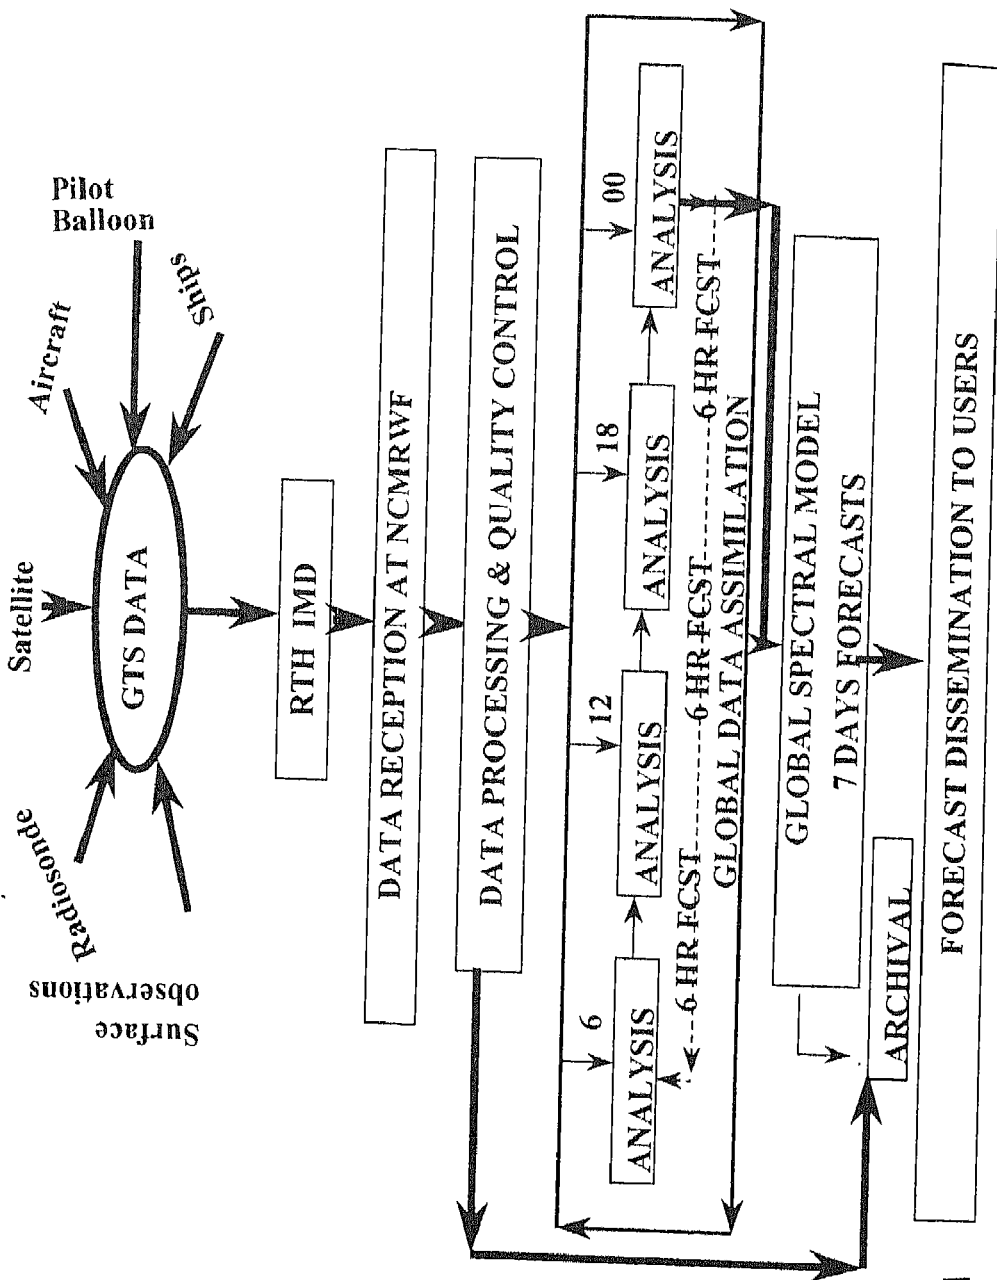 Satellite
Aircraft
Pilot
Balloon
Radiosonde
Ships
Surface
observations
GTS DATA
RTH IMD
DATA RECEPTION AT NCMRWF
DATA PROCESSING & QUALITY CONTROL
6
12
18
00
ANALYSIS
ANALYSIS
ANALYSIS
ANALYSIS
6 HR FCST
6 HR FCST
6 HR FCST
GLOBAL DATA ASSIMILATION
GLOBAL SPECTRAL MODEL
7 DAYS FORECASTS
ARCHIVAL
FORECAST DISSEMINATION TO USERS